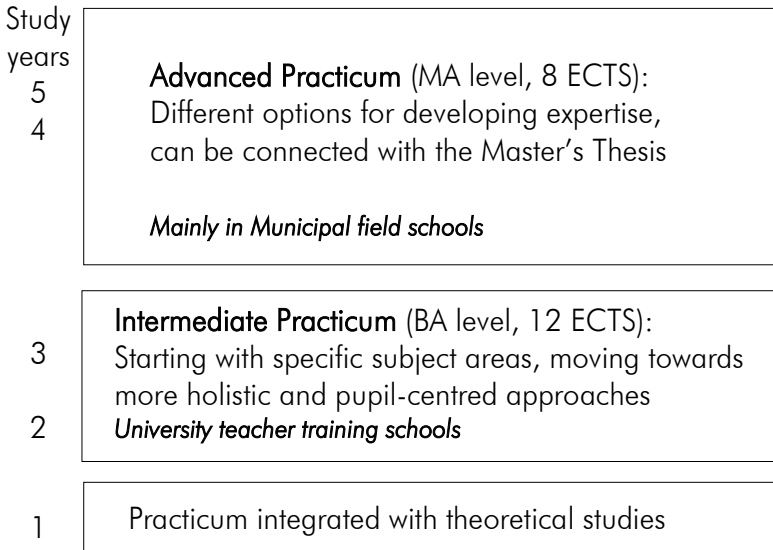 Study
years
5
4
Advanced Practicum (MA level, 8 ECTS):
Different options for developing expertise,
can be connected with the Master's Thesis
Mainly in Municipal field schools
3
2
Intermediate Practicum (BA level, 12 ECTS):
Starting with specific subject areas, moving towards
more holistic and pupil-centred approaches
University teacher training schools
1
Practicum integrated with theoretical studies